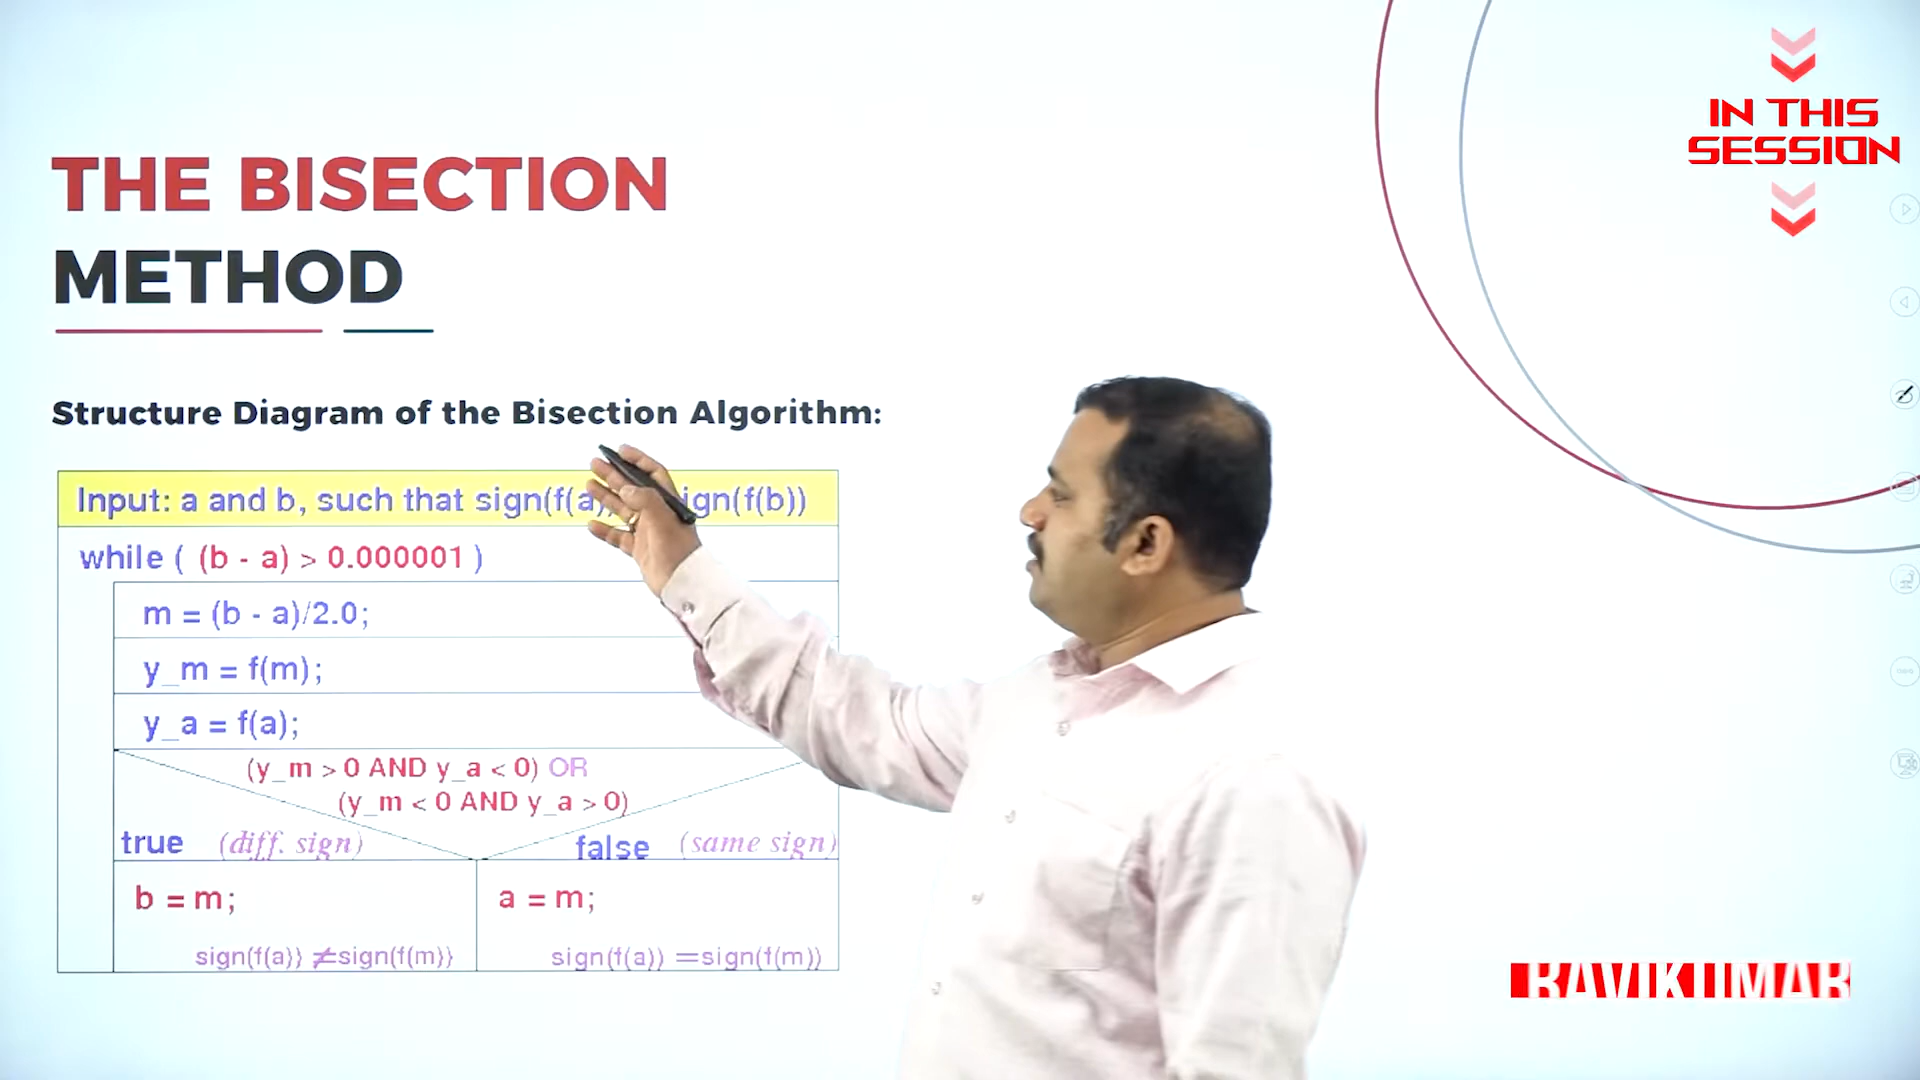 IN THIS
SESSION
THE BISECTION
METHOD
Structure Diagram of the Bisection Algorithm:
Input: a and b, such that sign(f(a) ign(f(b))
while ( (b - a) > 0.000001 )
m = (b - a)/2.0;
y_m = f(m);
y_a = f(a);
(y_m > 0 AND y_a < 0) OR
(y_m < 0 AND y_a > 0)
true (diff. sign) false (same sign)
b = m; a = m;
sign(f(a)) ≠sign(f(m)) sign(f(a)) =sign(f(m))
RAVIKUMAR